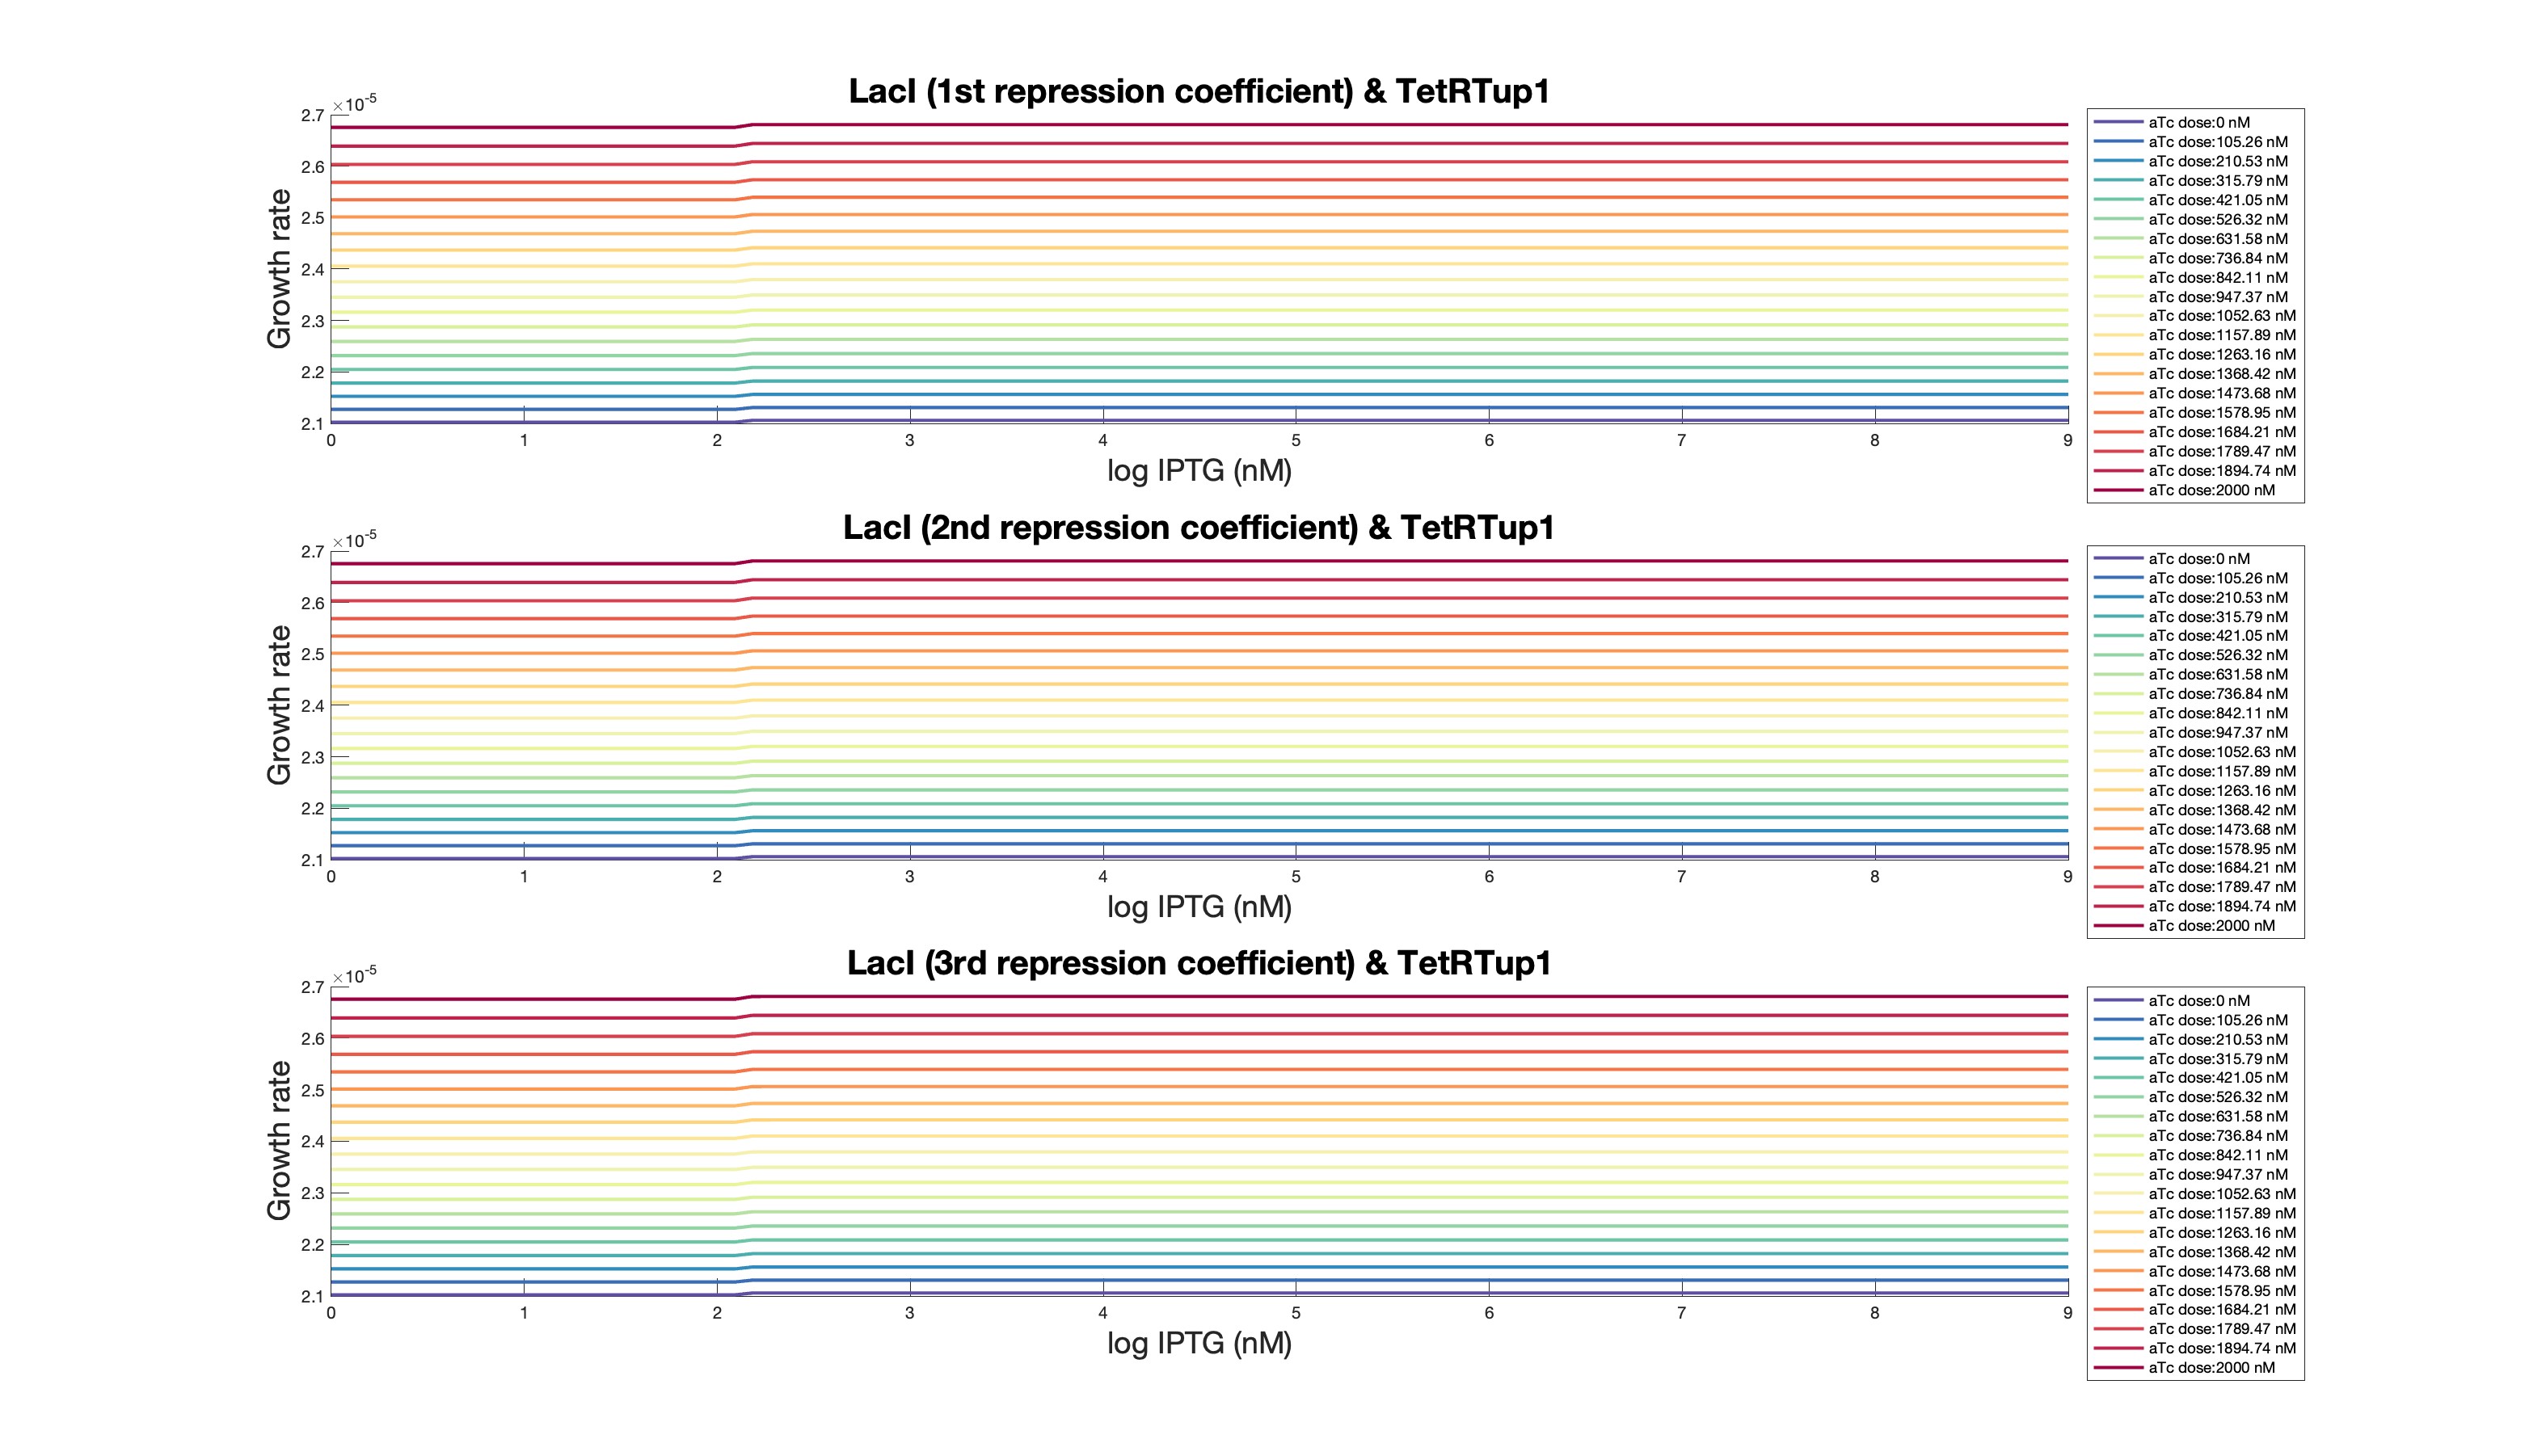 LacI (1st repression coefficient) & TetRTup1
×10-5
2.7
2.6
2.5
2.4
2.3
2.2
2.1
Growth rate
0 1 2 3 4 5 6 7 8 9
log IPTG (nM)
aTc dose:0 nM
aTc dose:105.26 nM
aTc dose:210.53 nM
aTc dose:315.79 nM
aTc dose:421.05 nM
aTc dose:526.32 nM
aTc dose:631.58 nM
aTc dose:736.84 nM
aTc dose:842.11 nM
aTc dose:947.37 nM
aTc dose:1052.63 nM
aTc dose:1157.89 nM
aTc dose:1263.16 nM
aTc dose:1368.42 nM
aTc dose:1473.68 nM
aTc dose:1578.95 nM
aTc dose:1684.21 nM
aTc dose:1789.47 nM
aTc dose:1894.74 nM
aTc dose:2000 nM
LacI (2nd repression coefficient) & TetRTup1
×10-5
2.7
2.6
2.5
2.4
2.3
2.2
2.1
Growth rate
0 1 2 3 4 5 6 7 8 9
log IPTG (nM)
aTc dose:0 nM
aTc dose:105.26 nM
aTc dose:210.53 nM
aTc dose:315.79 nM
aTc dose:421.05 nM
aTc dose:526.32 nM
aTc dose:631.58 nM
aTc dose:736.84 nM
aTc dose:842.11 nM
aTc dose:947.37 nM
aTc dose:1052.63 nM
aTc dose:1157.89 nM
aTc dose:1263.16 nM
aTc dose:1368.42 nM
aTc dose:1473.68 nM
aTc dose:1578.95 nM
aTc dose:1684.21 nM
aTc dose:1789.47 nM
aTc dose:1894.74 nM
aTc dose:2000 nM
LacI (3rd repression coefficient) & TetRTup1
×10-5
2.7
2.6
2.5
2.4
2.3
2.2
2.1
Growth rate
0 1 2 3 4 5 6 7 8 9
log IPTG (nM)
aTc dose:0 nM
aTc dose:105.26 nM
aTc dose:210.53 nM
aTc dose:315.79 nM
aTc dose:421.05 nM
aTc dose:526.32 nM
aTc dose:631.58 nM
aTc dose:736.84 nM
aTc dose:842.11 nM
aTc dose:947.37 nM
aTc dose:1052.63 nM
aTc dose:1157.89 nM
aTc dose:1263.16 nM
aTc dose:1368.42 nM
aTc dose:1473.68 nM
aTc dose:1578.95 nM
aTc dose:1684.21 nM
aTc dose:1789.47 nM
aTc dose:1894.74 nM
aTc dose:2000 nM